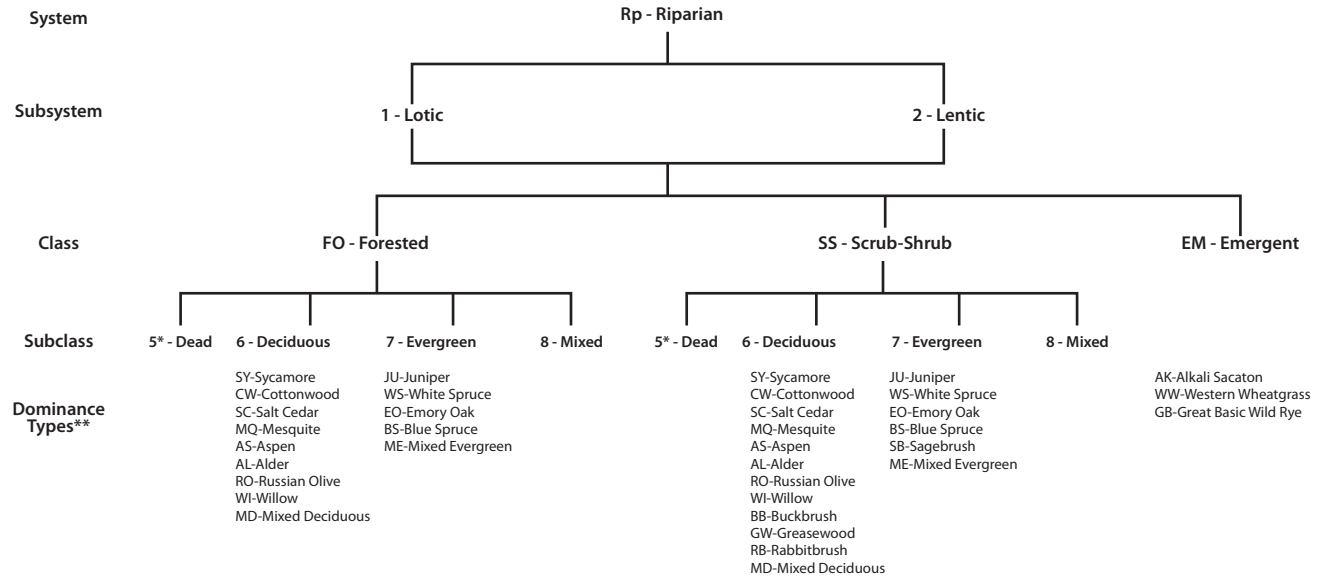 System
Rp - Riparian
Subsystem
1 - Lotic
2 - Lentic
Class
FO - Forested
SS - Scrub-Shrub
EM - Emergent
Subclass
5* - Dead
6 - Deciduous
7 - Evergreen
8 - Mixed
5* - Dead
6 - Deciduous
7 - Evergreen
8 - Mixed
Dominance
Types**
SY-Sycamore
CW-Cottonwood
SC-Salt Cedar
MQ-Mesquite
AS-Aspen
AL-Alder
RO-Russian Olive
WI-Willow
MD-Mixed Deciduous
JU-Juniper
WS-White Spruce
EO-Emory Oak
BS-Blue Spruce
ME-Mixed Evergreen
SY-Sycamore
CW-Cottonwood
SC-Salt Cedar
MQ-Mesquite
AS-Aspen
AL-Alder
RO-Russian Olive
WI-Willow
BB-Buckbrush
GW-Greasewood
RB-Rabbitbrush
MD-Mixed Deciduous
JU-Juniper
WS-White Spruce
EO-Emory Oak
BS-Blue Spruce
SB-Sagebrush
ME-Mixed Evergreen
AK-Alkali Sacaton
WW-Western Wheatgrass
GB-Great Basic Wild Rye